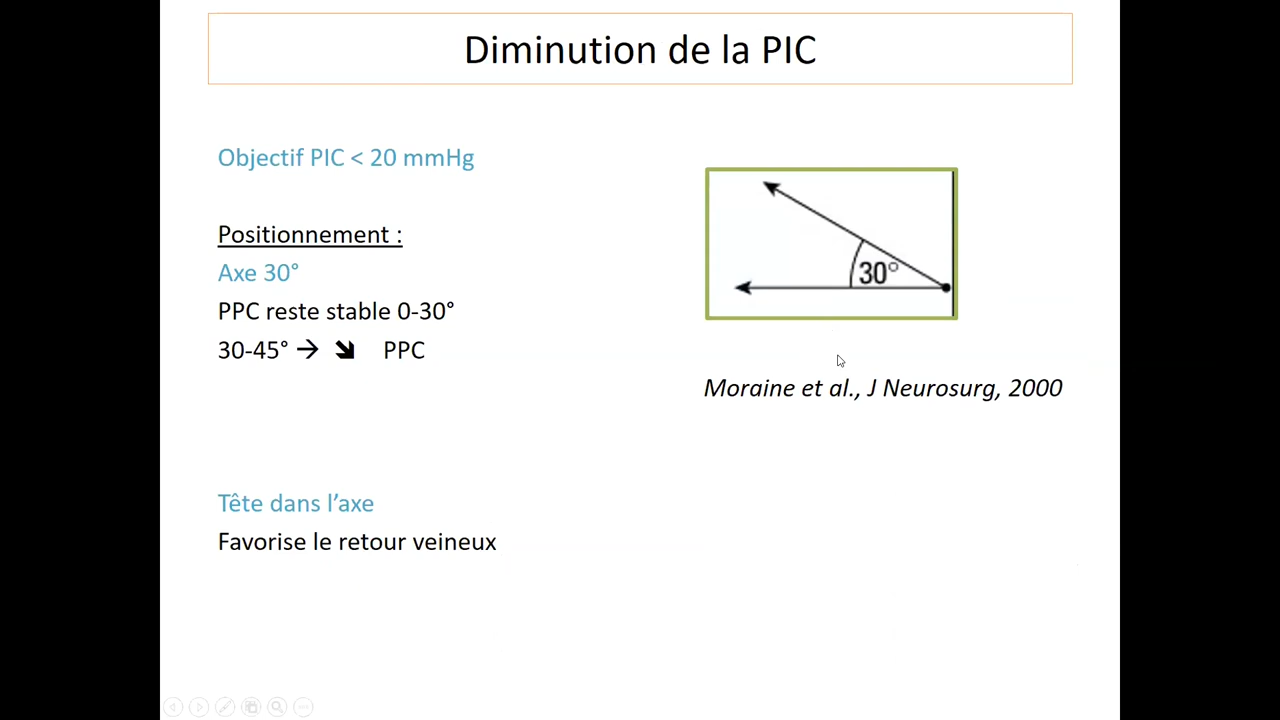 Diminution de la PIC
Objectif PIC < 20 mmHg
Positionnement :
Axe 30°
PPC reste stable 0-30°
30-45° → ↘ PPC
30°
Moraine et al., J Neurosurg, 2000
Tête dans l’axe
Favorise le retour veineux